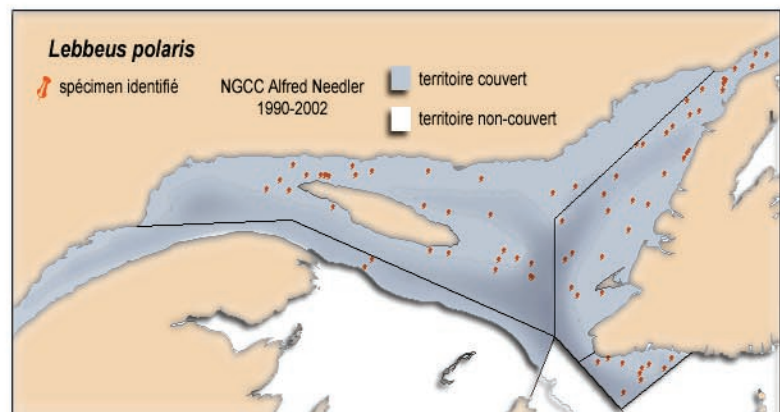 Lebbeus polaris
spécimen identifié
NGCC Alfred Needler
1990-2002
territoire couvert
territoire non-couvert